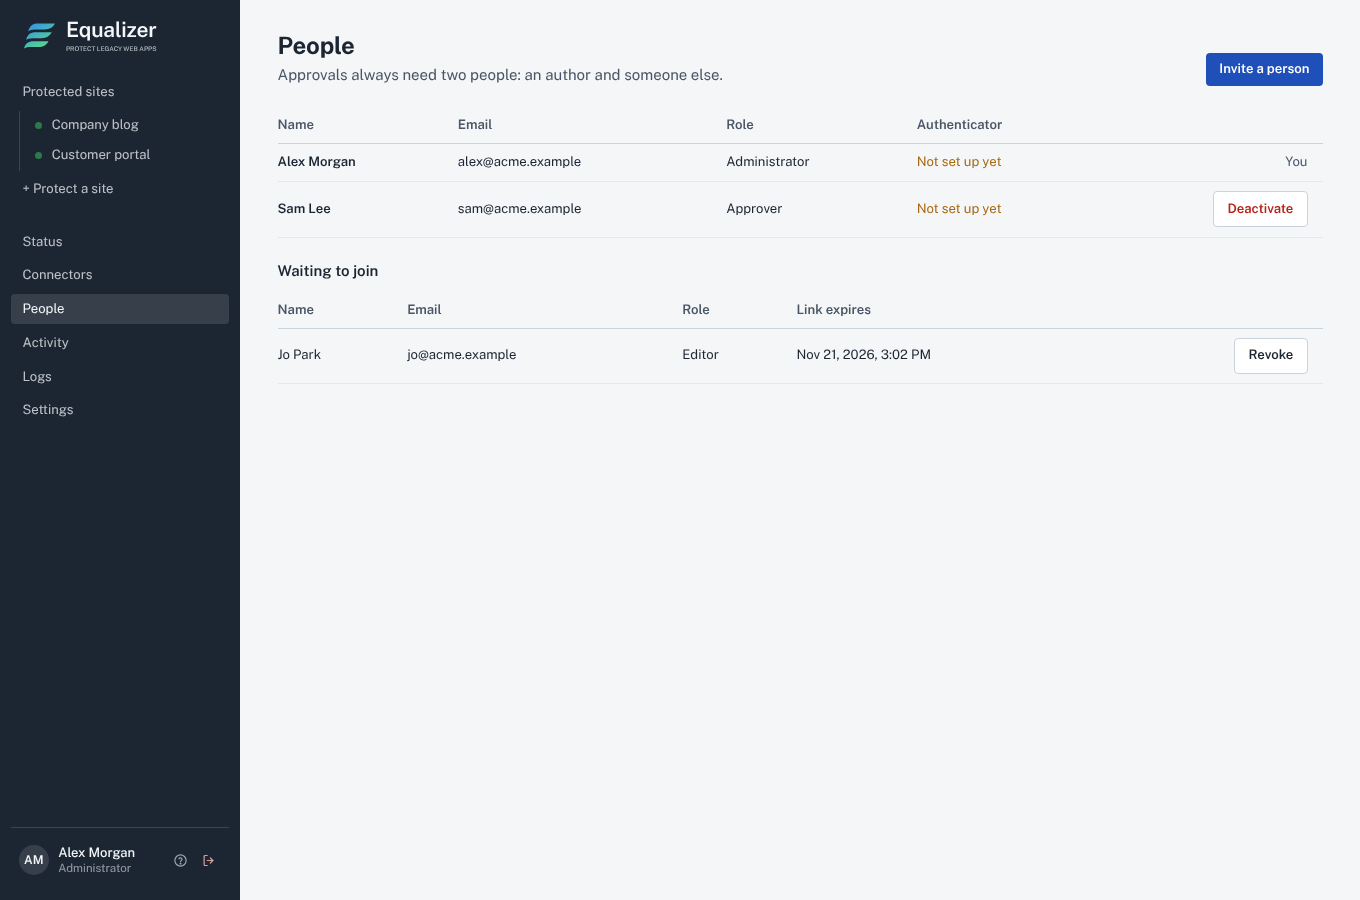 Equalizer
PROTECT LEGACY WEB APPS
Protected sites
Company blog
Customer portal
+ Protect a site
Status
Connectors
People
Activity
Logs
Settings
AM
Alex Morgan
Administrator
People
Approvals always need two people: an author and someone else.
Invite a person
Name Email Role Authenticator
Alex Morgan alex@acme.example Administrator Not set up yet You
Sam Lee sam@acme.example Approver Not set up yet Deactivate
Waiting to join
Name Email Role Link expires
Jo Park jo@acme.example Editor Nov 21, 2026, 3:02 PM Revoke